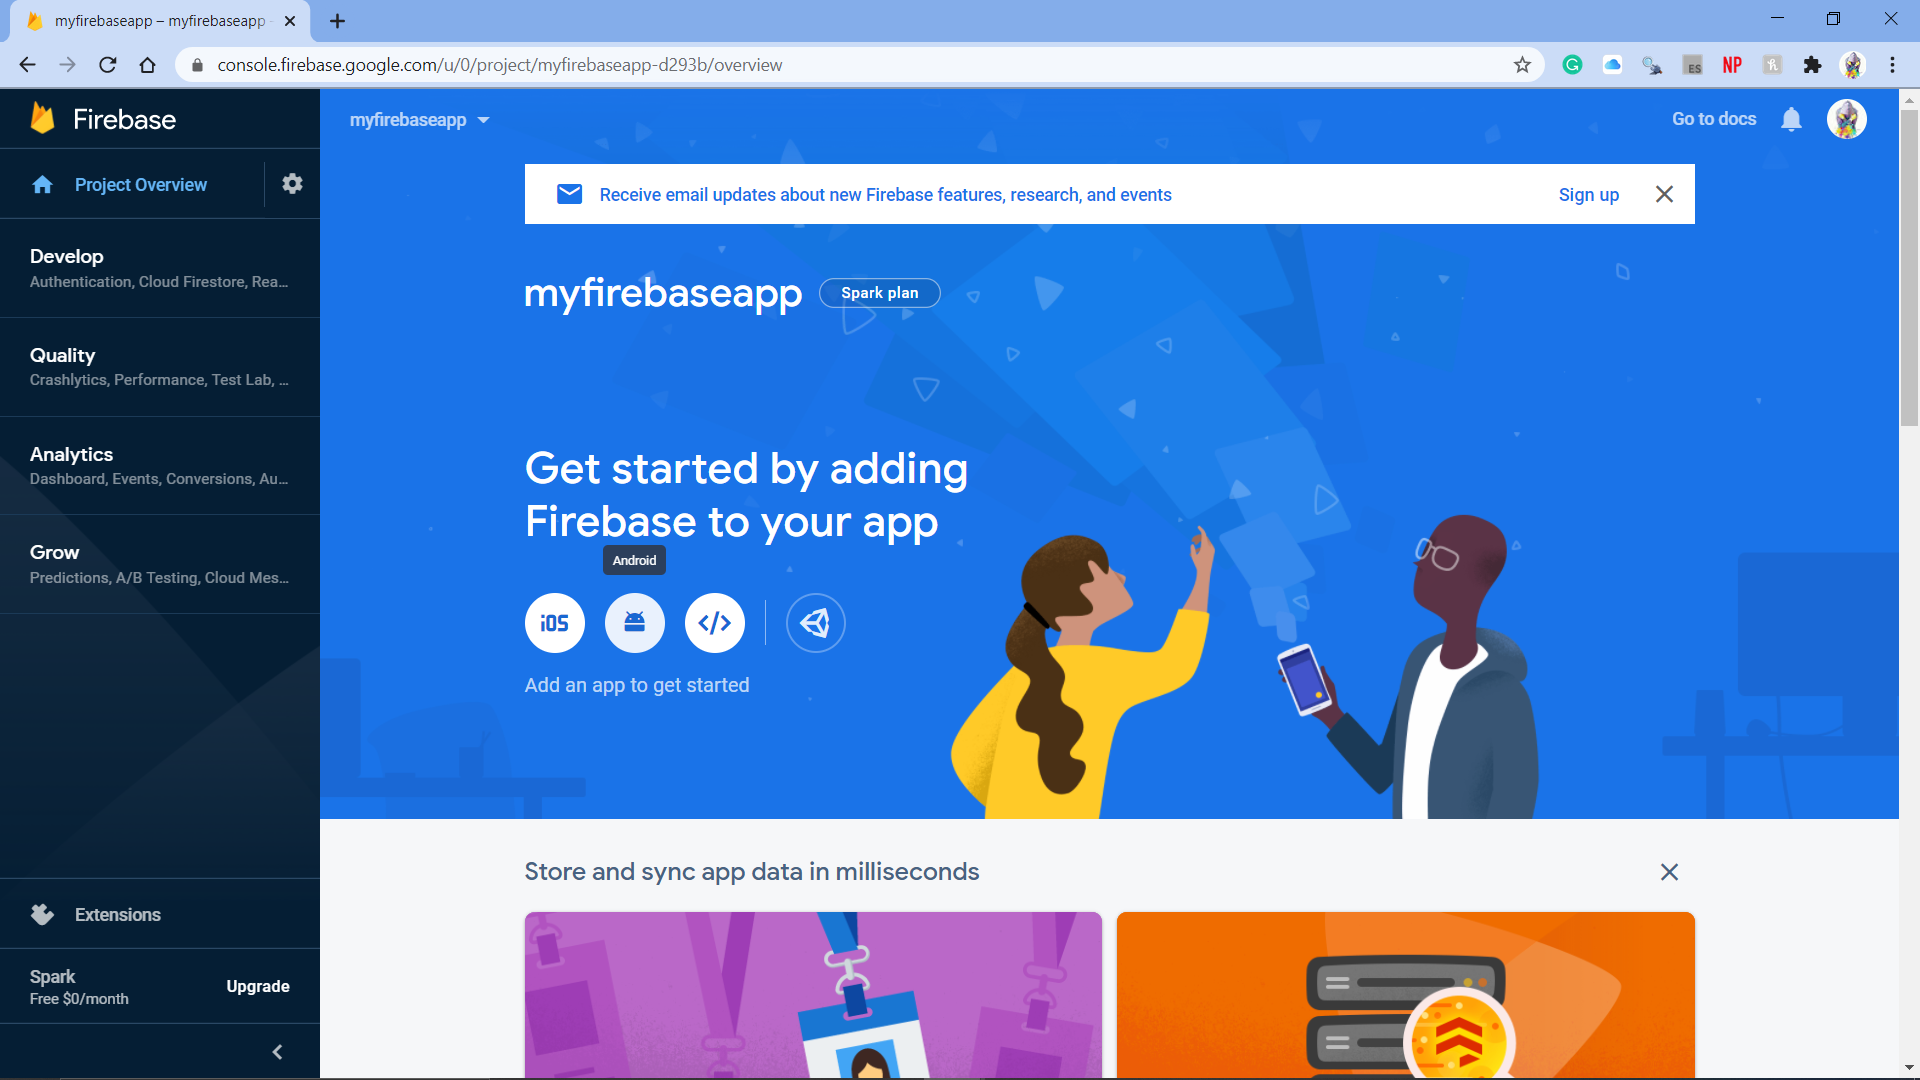 myfirebaseapp – myfirebaseapp -
console.firebase.google.com/u/0/project/myfirebaseapp-d293b/overview
ES
NP
Firebase
myfirebaseapp
Go to docs
Project Overview
Receive email updates about new Firebase features, research, and events
Sign up
Develop
Authentication, Cloud Firestore, Rea...
myfirebaseapp
Spark plan
Quality
Crashlytics, Performance, Test Lab, ...
Analytics
Dashboard, Events, Conversions, Au...
Get started by adding
Firebase to your app
Grow
Predictions, A/B Testing, Cloud Mes...
Android
iOS
</>
Add an app to get started
Store and sync app data in milliseconds
Extensions
Spark
Free $0/month
Upgrade